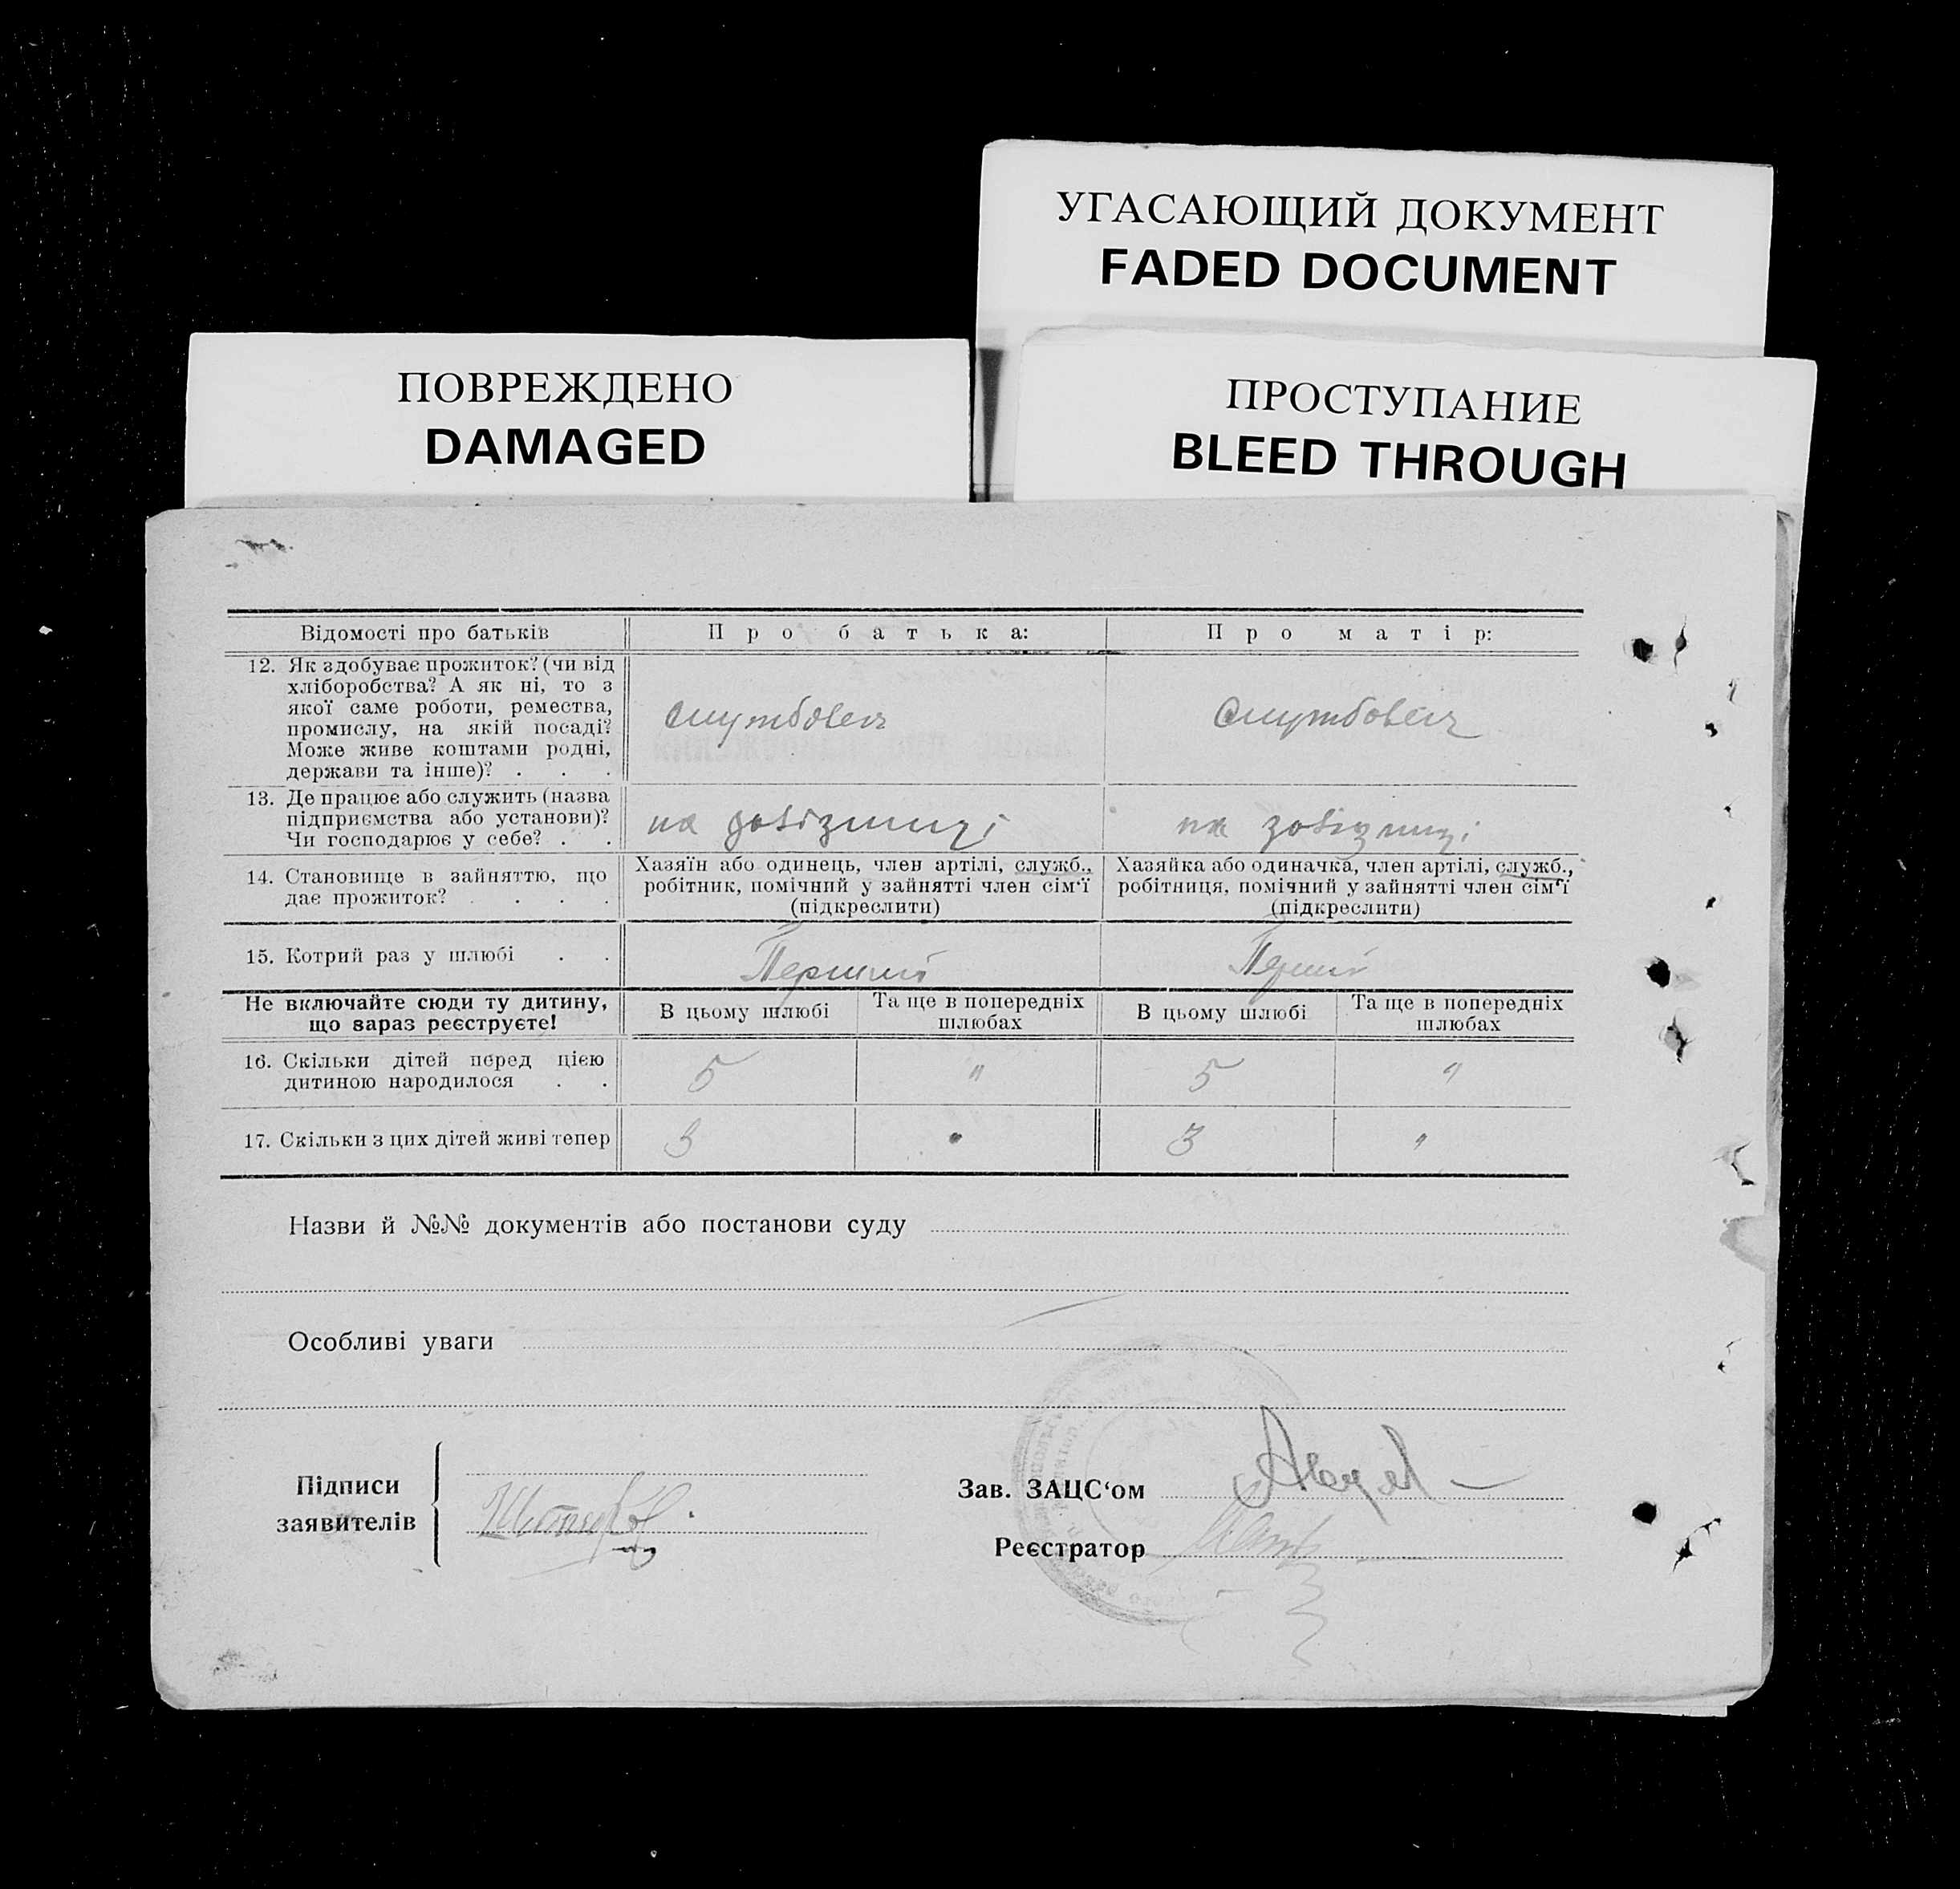 УГАСАЮЩИЙ ДОКУМЕНТ
FADED DOCUMENT
ПОВРЕЖДЕНО
DAMAGED
ПРОСТУПАНИЕ
BLEED THROUGH
Відомості про батьків
Про батька:
Про матір:
12. Як здобуває прожиток? (чи від
хліборобства? А як ні, то з
якої саме роботи, ремества,
промислу, на якій посаді?
Може живе коштами родні,
держави та інше)? . . .
службовець
службовець
13. Де працює або служить (назва
підприємства або установи)?
Чи господарює у себе? . .
на
на
14. Становище в зайняттю, що
дає прожиток? . . . .
Хазяїн або одинець, член артілі, служб.,
робітник, помічний у зайнятті член сім'ї
(підкреслити)
Хазяйка або одиначка, член артілі, служб.,
робітниця, помічний у зайнятті член сім'ї
(підкреслити)
15. Котрий раз у шлюбі . .
Перший
Перший
Не включайте сюди ту дитину,
що зараз реєструєте!
В цьому шлюбі
Та ще в попередніх
шлюбах
В цьому шлюбі
Та ще в попередніх
шлюбах
16. Скільки дітей перед цією
дитиною народилося . .
5 " 5 "
17. Скільки з цих дітей живі тепер
3 " 3 "
Назви й №№ документів або постанови суду
Особливі уваги
Підписи
заявителів
Зав. ЗАЦС‘ом
Реєстратор